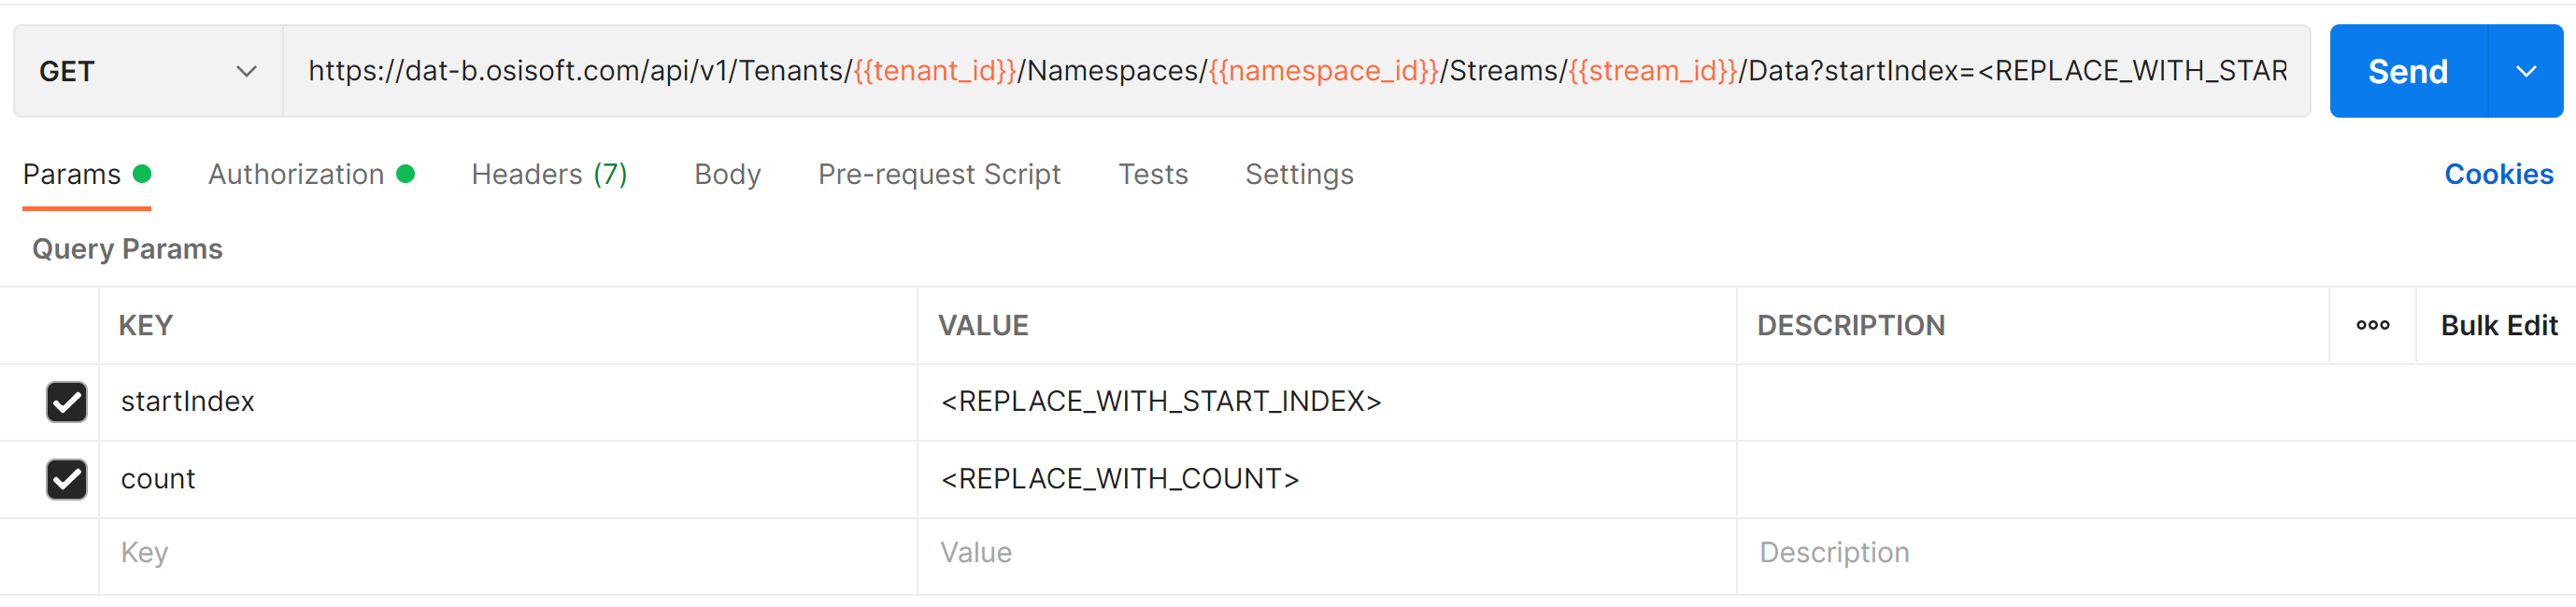 GET https://dat-b.osisoft.com/api/v1/Tenants/{{tenant_id}}/Namespaces/{{namespace_id}}/Streams/{{stream_id}}/Data?startIndex=<REPLACE_WITH_STAR Send
Params Authorization Headers (7) Body Pre-request Script Tests Settings Cookies
Query Params
KEY VALUE DESCRIPTION ooo Bulk Edit
startIndex <REPLACE_WITH_START_INDEX>
count <REPLACE_WITH_COUNT>
Key Value Description